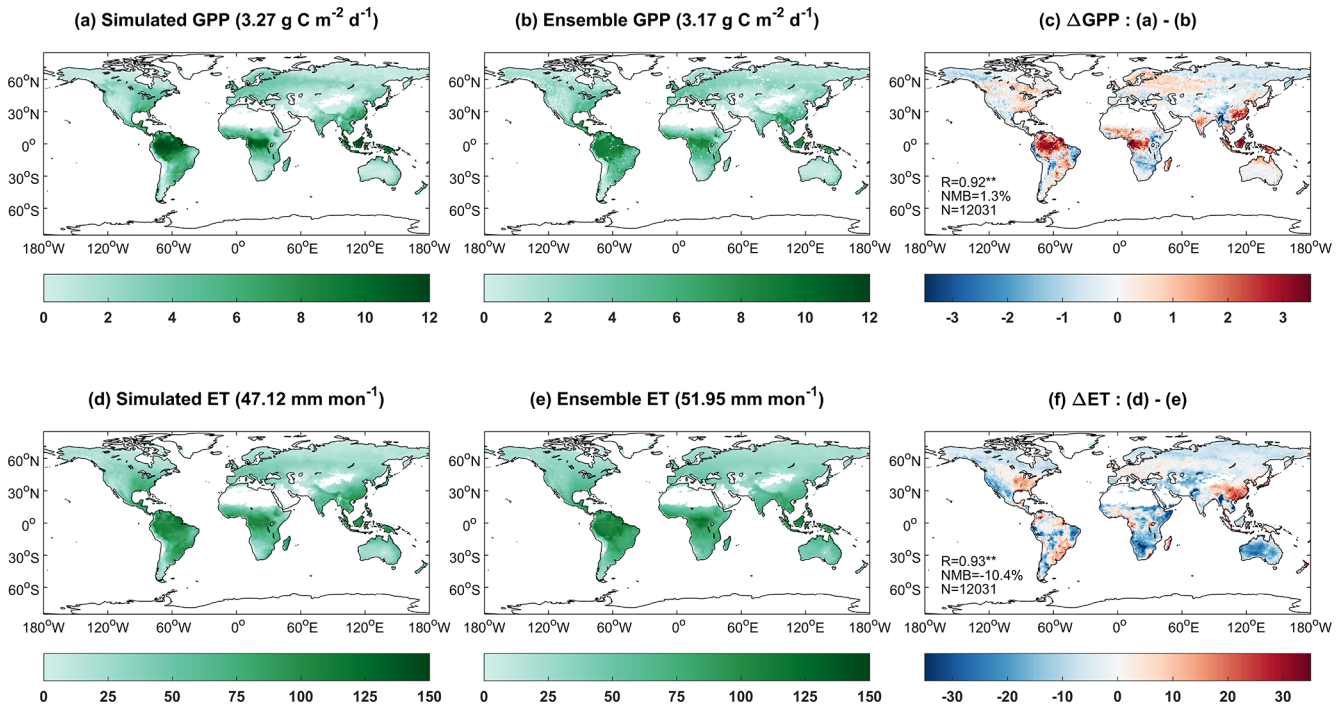 (a) Simulated GPP (3.27 g C m⁻² d⁻¹)
(b) Ensemble GPP (3.17 g C m⁻² d⁻¹)
(c) ΔGPP : (a) - (b)
60°N 60°N 60°N
30°N 30°N 30°N
0° 0° 0°
30°S 30°S 30°S
60°S 60°S 60°S
R=0.92**
NMB=1.3%
N=12031
180°W 120°W 60°W 0° 60°E 120°E 180°W
180°W 120°W 60°W 0° 60°E 120°E 180°W
180°W 120°W 60°W 0° 60°E 120°E 180°W
0 2 4 6 8 10 12
0 2 4 6 8 10 12
-3 -2 -1 0 1 2 3
(d) Simulated ET (47.12 mm mon⁻¹)
(e) Ensemble ET (51.95 mm mon⁻¹)
(f) ΔET : (d) - (e)
60°N 60°N 60°N
30°N 30°N 30°N
0° 0° 0°
30°S 30°S 30°S
60°S 60°S 60°S
R=0.93**
NMB=-10.4%
N=12031
180°W 120°W 60°W 0° 60°E 120°E 180°W
180°W 120°W 60°W 0° 60°E 120°E 180°W
180°W 120°W 60°W 0° 60°E 120°E 180°W
0 25 50 75 100 125 150
0 25 50 75 100 125 150
-30 -20 -10 0 10 20 30